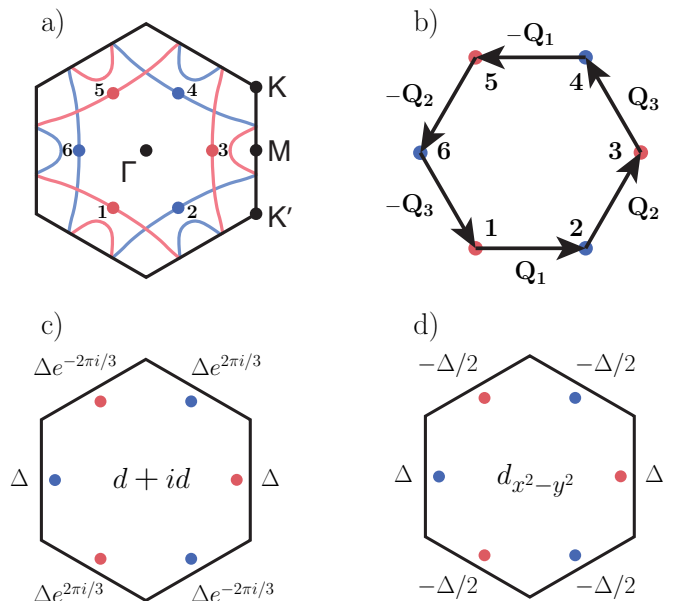 a)
b)
5
4
6
3
1
2
Γ
K
M
K′
-Q₁
5
4
-Q₂
Q₃
6
3
-Q₃
Q₂
1
2
Q₁
c)
d)
Δe^{-2πi/3}
Δe^{2πi/3}
Δ
d + id
Δ
Δe^{2πi/3}
Δe^{-2πi/3}
-Δ/2
-Δ/2
Δ
d_{x²-y²}
Δ
-Δ/2
-Δ/2